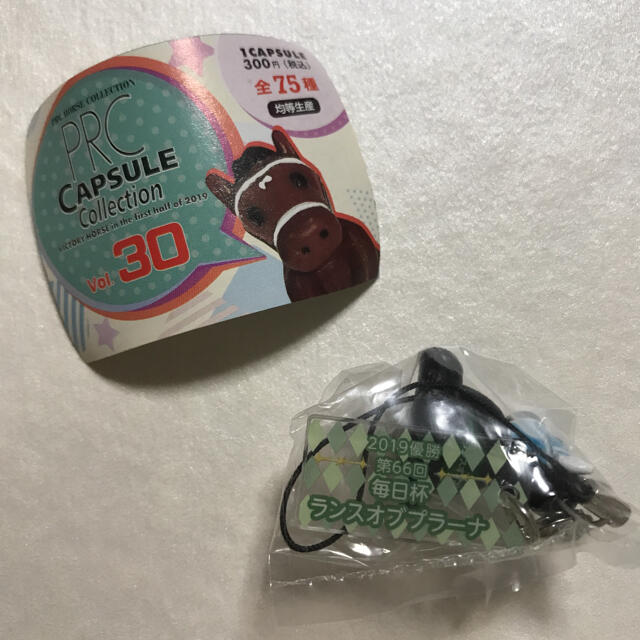 PRC HORSE COLLECTION
PRC
CAPSULE
Collection
VICTORY HORSE in the first half of 2019
Vol. 30
1CAPSULE
300円(税込)
全75種
均等生産
2019優勝
第66回
毎日杯
ランスオブプラーナ